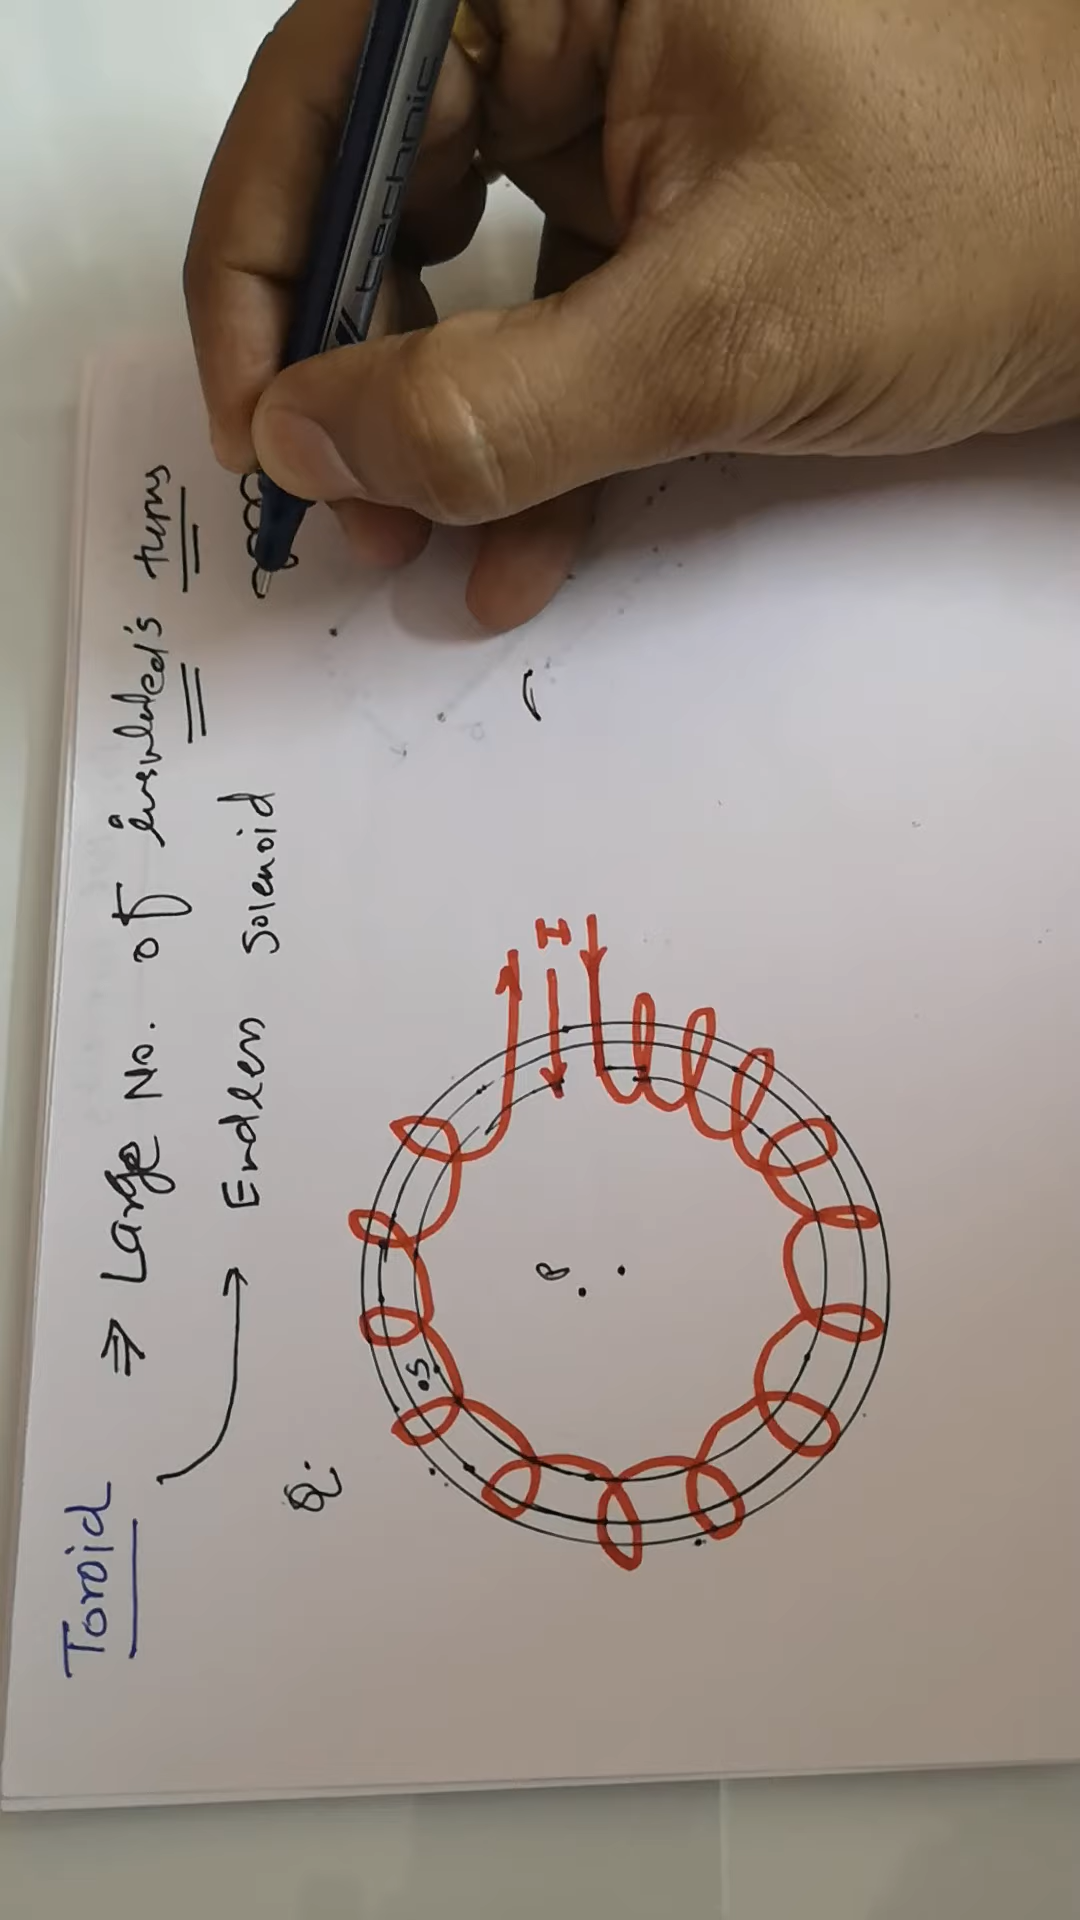 Toroid ⇒ Large No. of insulated's turns
Endless Solenoid
Q.
.S
P
I
technic